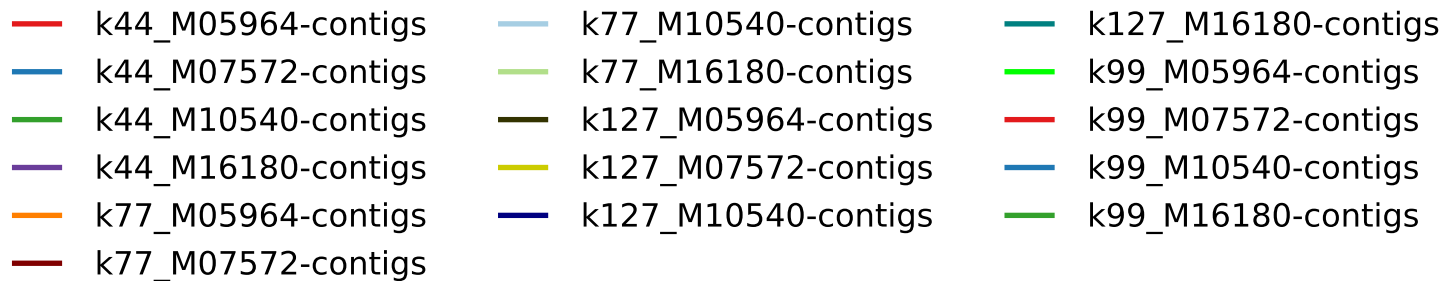 k44_M05964-contigs
k44_M07572-contigs
k44_M10540-contigs
k44_M16180-contigs
k77_M05964-contigs
k77_M07572-contigs
k77_M10540-contigs
k77_M16180-contigs
k127_M05964-contigs
k127_M07572-contigs
k127_M10540-contigs
k127_M16180-contigs
k99_M05964-contigs
k99_M07572-contigs
k99_M10540-contigs
k99_M16180-contigs